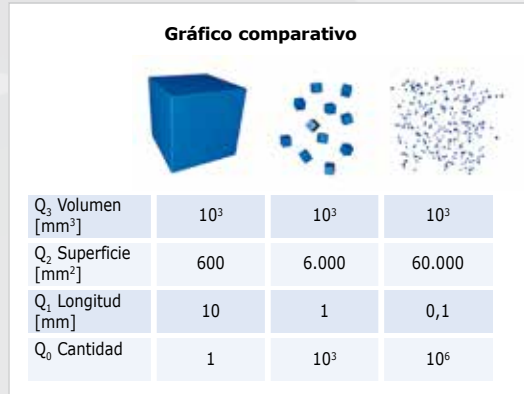 Gráfico comparativo
Q₃ Volumen
[mm³]
10³ 10³ 10³
Q₂ Superficie
[mm²]
600 6.000 60.000
Q₁ Longitud
[mm]
10 1 0,1
Q₀ Cantidad
1 10³ 10⁶